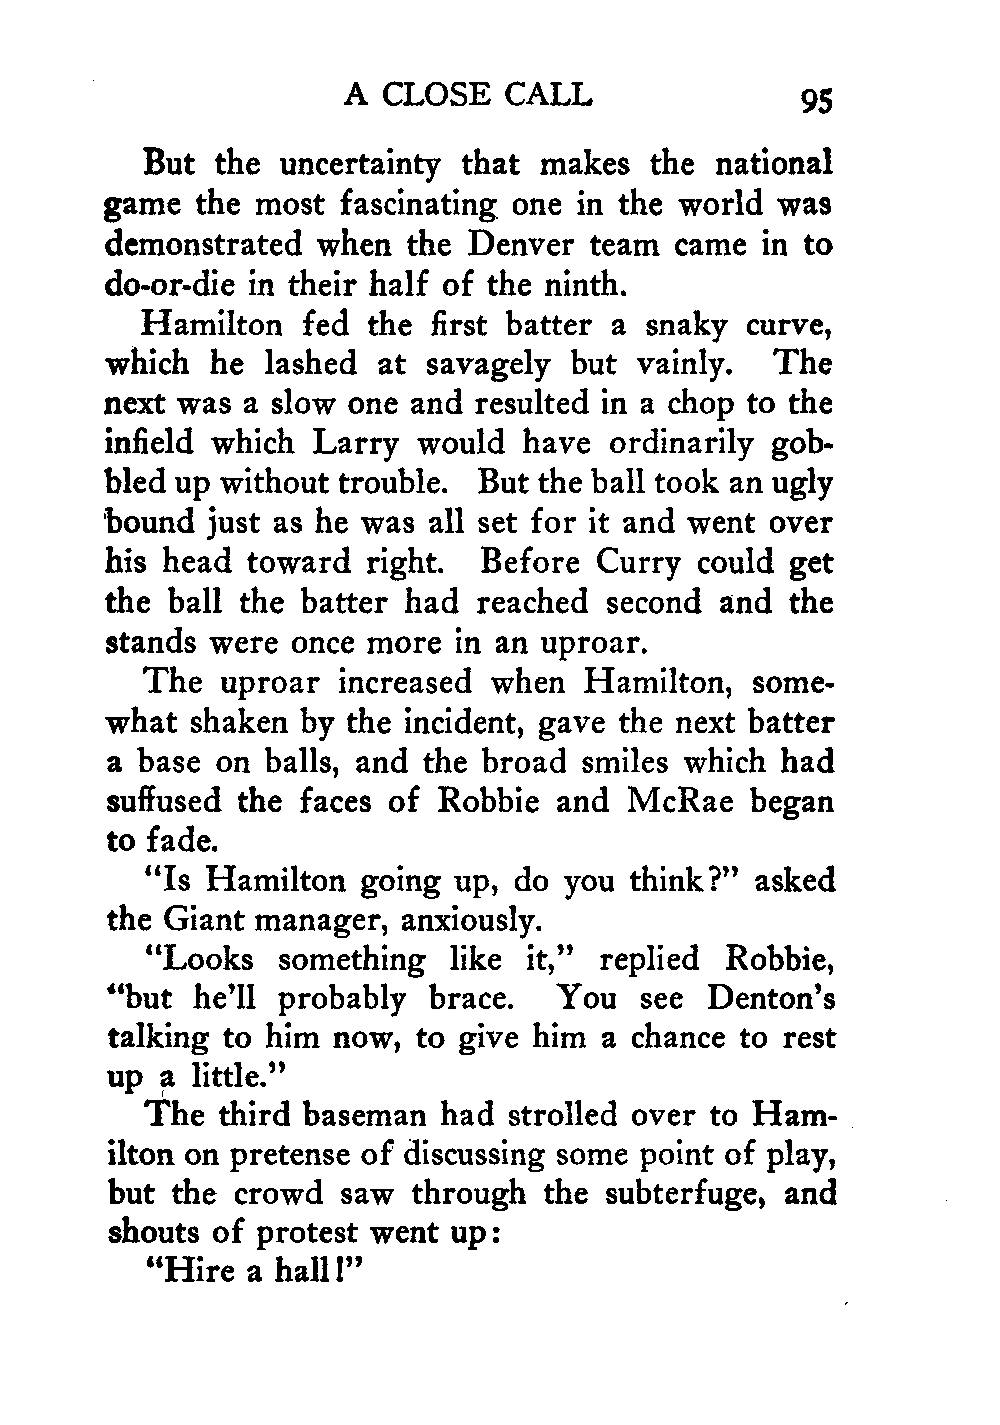 A CLOSE CALL 95
But the uncertainty that makes the national
game the most fascinating one in the world was
demonstrated when the Denver team came in to
do-or-die in their half of the ninth.
Hamilton fed the first batter a snaky curve,
which he lashed at savagely but vainly. The
next was a slow one and resulted in a chop to the
infield which Larry would have ordinarily gob-
bled up without trouble. But the ball took an ugly
bound just as he was all set for it and went over
his head toward right. Before Curry could get
the ball the batter had reached second and the
stands were once more in an uproar.
The uproar increased when Hamilton, some-
what shaken by the incident, gave the next batter
a base on balls, and the broad smiles which had
suffused the faces of Robbie and McRae began
to fade.
"Is Hamilton going up, do you think?" asked
the Giant manager, anxiously.
"Looks something like it," replied Robbie,
"but he'll probably brace. You see Denton's
talking to him now, to give him a chance to rest
up a little."
The third baseman had strolled over to Ham-
ilton on pretense of discussing some point of play,
but the crowd saw through the subterfuge, and
shouts of protest went up:
"Hire a hall!"